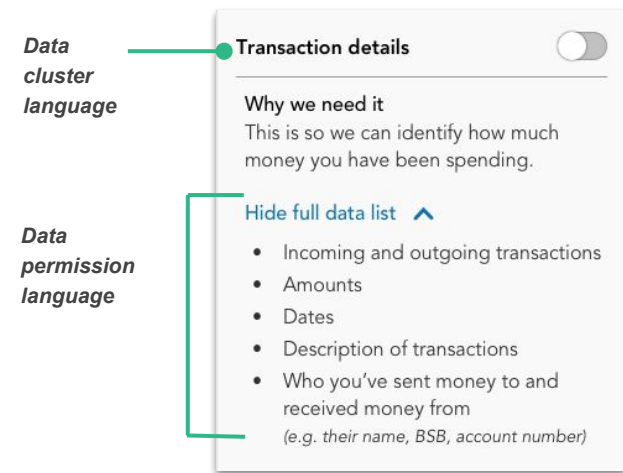 Data
cluster
language
Transaction details
Why we need it
This is so we can identify how much
money you have been spending.
Data
permission
language
Hide full data list
• Incoming and outgoing transactions
• Amounts
• Dates
• Description of transactions
• Who you've sent money to and
received money from
(e.g. their name, BSB, account number)